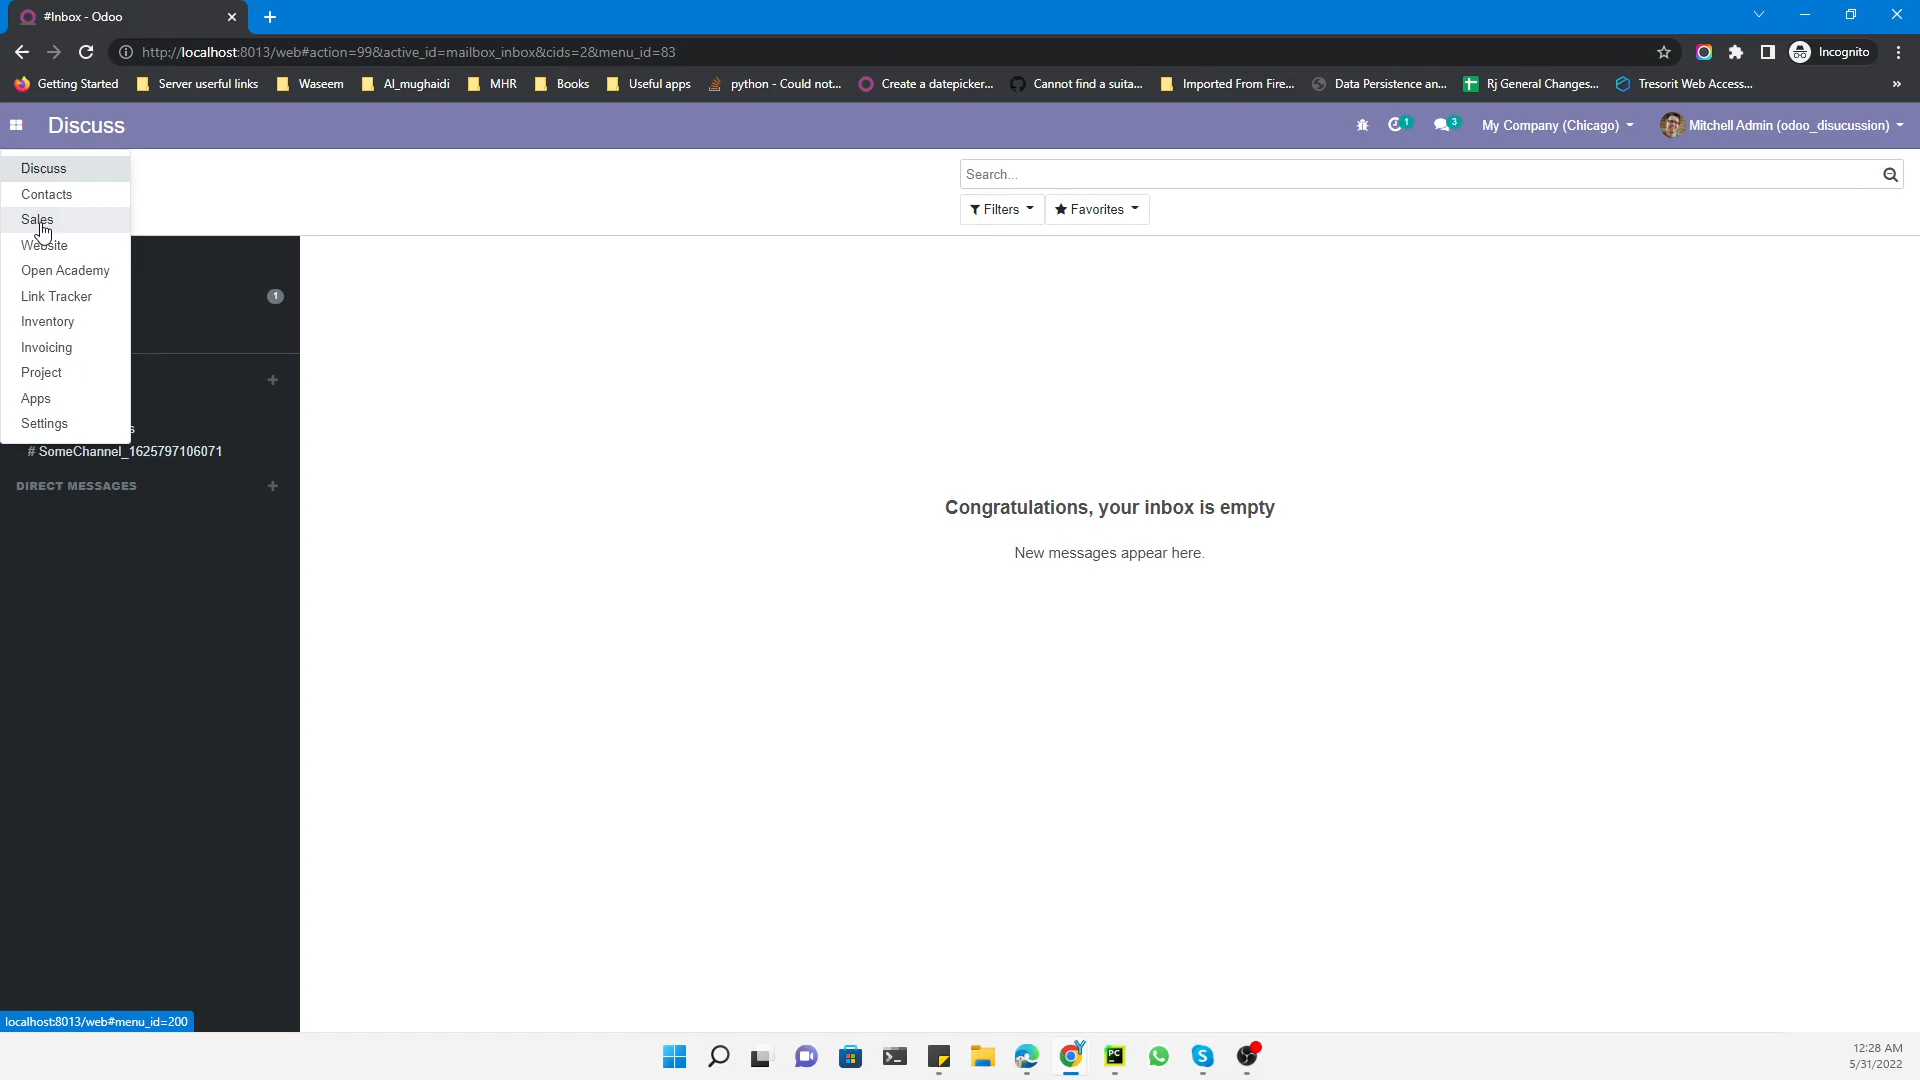 #Inbox - Odoo
http://localhost:8013/web#action=99&active_id=mailbox_inbox&cids=2&menu_id=83
Incognito
Getting Started
Server userful links
Waseem
Al_mughaidi
MHR
Books
Useful apps
python - Could not...
Create a datepicker...
Cannot find a suita...
Imported From Fire...
Data Persistence an...
Rj General Changes...
Tresorit Web Access...
»
Discuss
1
3
My Company (Chicago)
Mitchell Admin (odoo_disucussion)
Discuss
Contacts
Sales
Website
Open Academy
Link Tracker
Inventory
Invoicing
Project
Apps
Settings
Search...
Filters
Favorites
1
s
# SomeChannel_1625797106071
DIRECT MESSAGES
Congratulations, your inbox is empty
New messages appear here.
localhost:8013/web#menu_id=200
PC
12:28 AM
5/31/2022